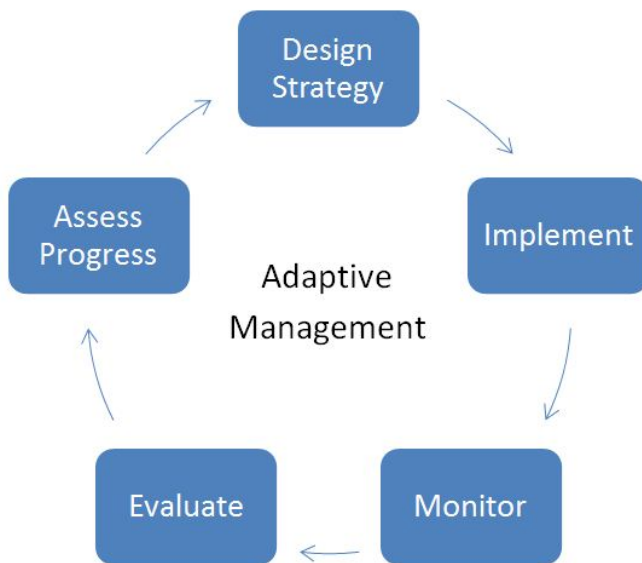 Design
Strategy
Implement
Monitor
Evaluate
Assess
Progress
Adaptive
Management